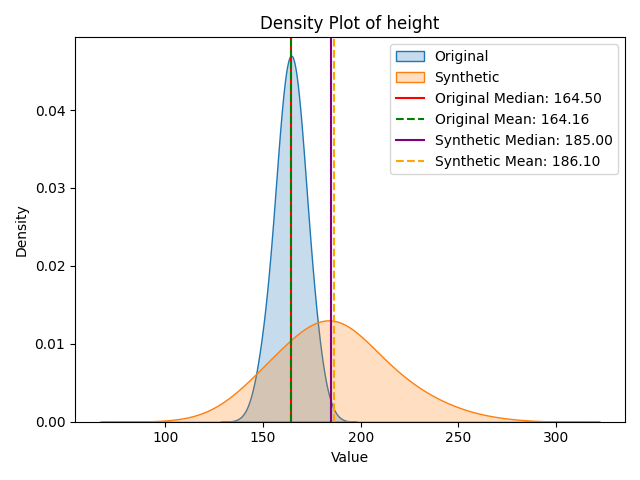 Density Plot of height
Original
Synthetic
Original Median: 164.50
Original Mean: 164.16
Synthetic Median: 185.00
Synthetic Mean: 186.10
Density
0.04
0.03
0.02
0.01
0.00
100 150 200 250 300
Value